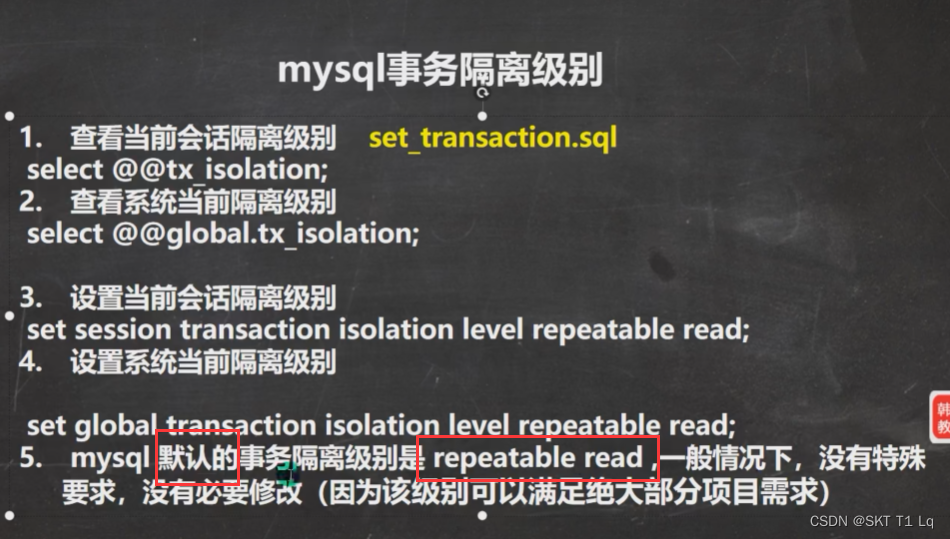 mysql事务隔离级别
1. 查看当前会话隔离级别 set_transaction.sql
select @@tx_isolation;
2. 查看系统当前隔离级别
select @@global.tx_isolation;
3. 设置当前会话隔离级别
set session transaction isolation level repeatable read;
4. 设置系统当前隔离级别
set global transaction isolation level repeatable read;
5. mysql 默认的事务隔离级别是 repeatable read ,一般情况下，没有特殊
要求，没有必要修改（因为该级别可以满足绝大部分项目需求）
韩
教
CSDN @SKT T1 Lq